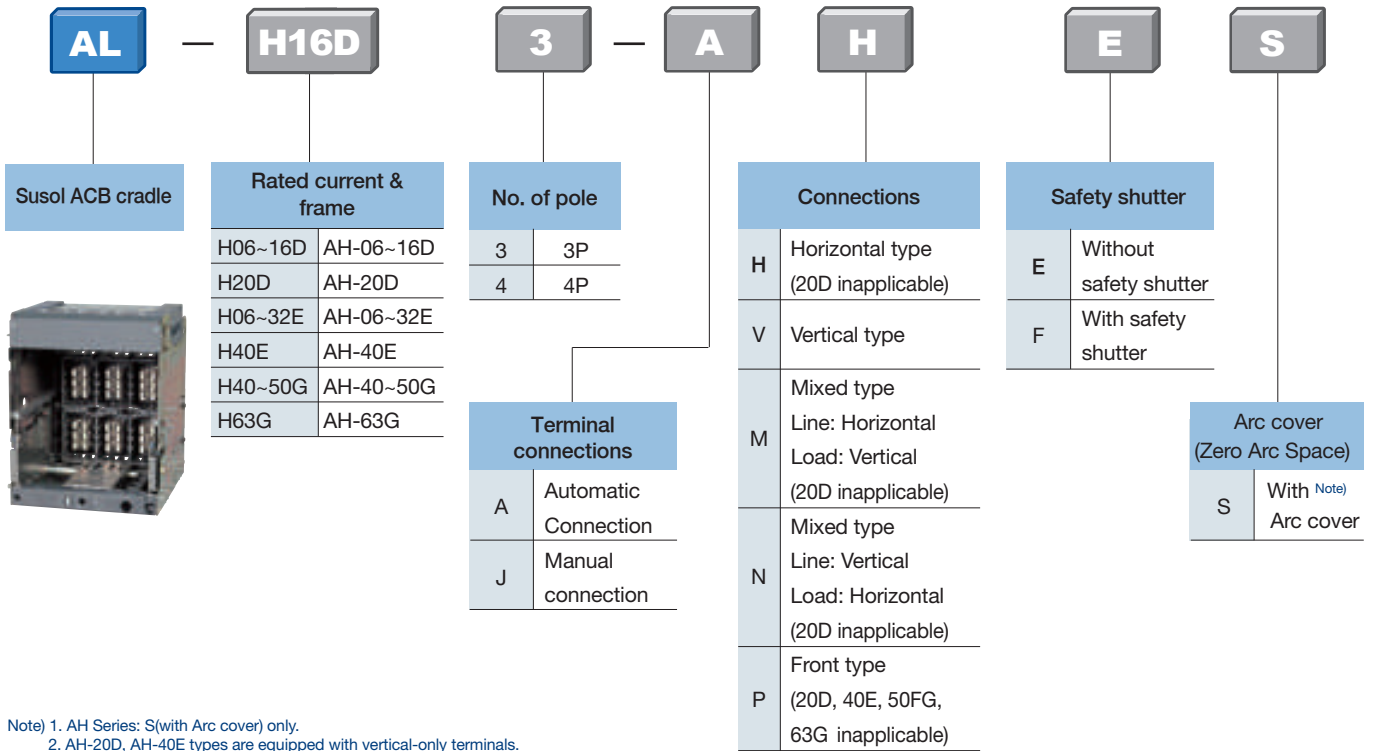 AL — H16D 3 — A H E S
Susol ACB cradle
Rated current &
frame
H06~16D AH-06~16D
H20D AH-20D
H06~32E AH-06~32E
H40E AH-40E
H40~50G AH-40~50G
H63G AH-63G
No. of pole
3 3P
4 4P
Terminal
connections
A Automatic
Connection
J Manual
connection
Connections
H Horizontal type
(20D inapplicable)
V Vertical type
M Mixed type
Line: Horizontal
Load: Vertical
(20D inapplicable)
N Mixed type
Line: Vertical
Load: Horizontal
(20D inapplicable)
P Front type
(20D, 40E, 50FG,
63G inapplicable)
Safety shutter
E Without
safety shutter
F With safety
shutter
Arc cover
(Zero Arc Space)
S With Note)
Arc cover
Note) 1. AH Series: S(with Arc cover) only.
2. AH-20D, AH-40E types are equipped with vertical-only terminals.